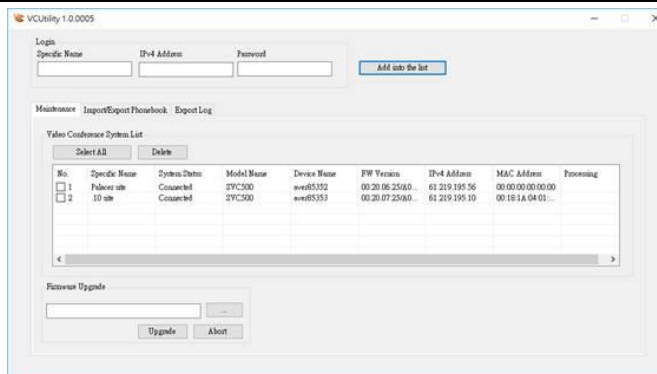 VCUtility 1.0.0005
Login
Specific Name IPv4 Address Password
Add into the list
Maintenance Import/Export Phonebook Export Log
Video Conference System List
Select All Delete
No. Specific Name System Status Model Name Device Name FW Version IPv4 Address MAC Address Processing
1 Palacer site Connected SVC500 aver85352 00.20.06.25/A0... 61.219.195.56 00:00:00:00:00:00
2 .10 site Connected SVC500 aver85353 00.20.07.25/A0... 61.219.195.10 00:18:1A:04:01:...
Firmware Upgrade
...
Upgrade Abort